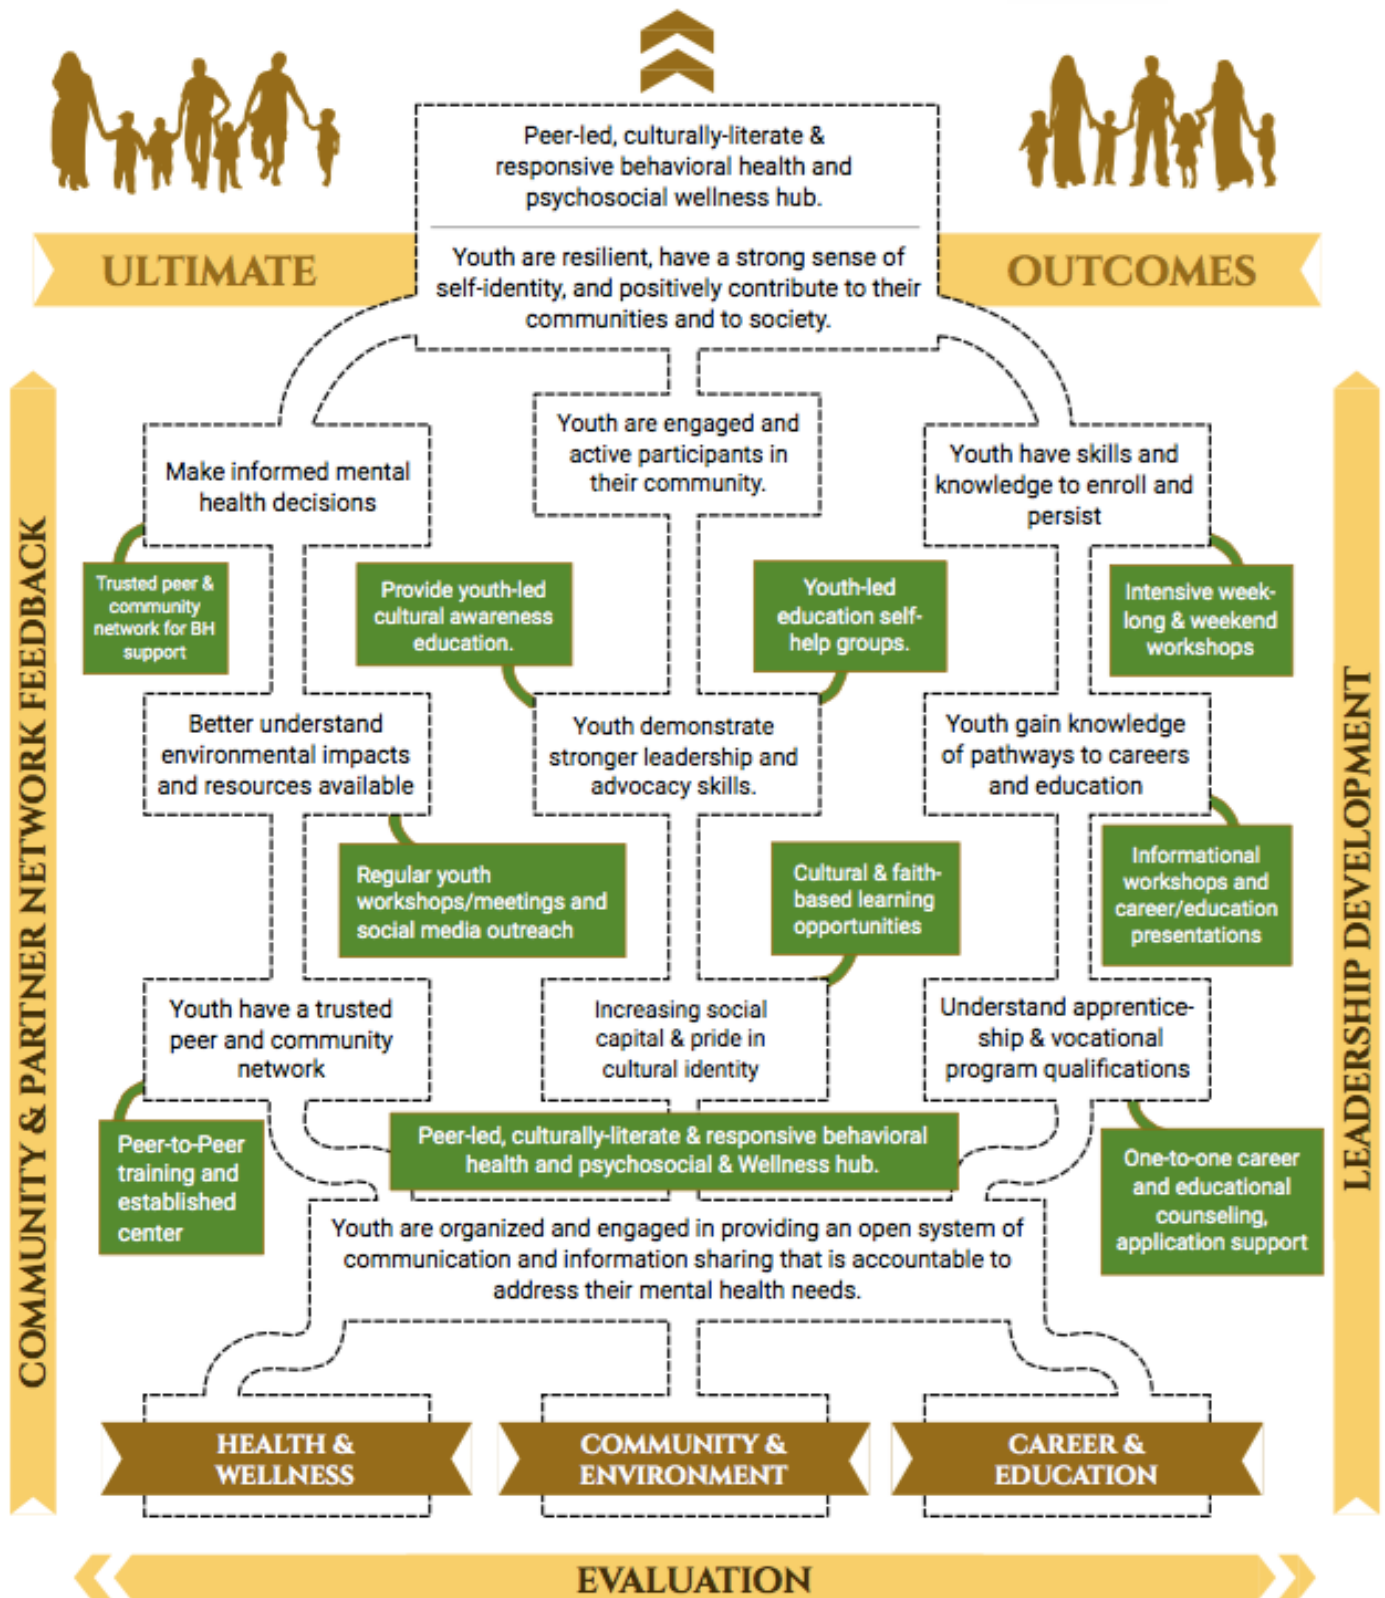 Peer-led, culturally-literate &
responsive behavioral health and
psychosocial wellness hub.
ULTIMATE
OUTCOMES
Youth are resilient, have a strong sense of
self-identity, and positively contribute to their
communities and to society.
Make informed mental
health decisions
Youth are engaged and
active participants in
their community.
Youth have skills and
knowledge to enroll and
persist
Trusted peer &
community
network for BH
support
Provide youth-led
cultural awareness
education.
Youth-led
education self-
help groups.
Intensive week-
long & weekend
workshops
Better understand
environmental impacts
and resources available
Youth demonstrate
stronger leadership and
advocacy skills.
Youth gain knowledge
of pathways to careers
and education
Regular youth
workshops/meetings and
social media outreach
Cultural & faith-
based learning
opportunities
Informational
workshops and
career/education
presentations
Youth have a trusted
peer and community
network
Increasing social
capital & pride in
cultural identity
Understand apprentice-
ship & vocational
program qualifications
Peer-to-Peer
training and
established
center
Peer-led, culturally-literate & responsive behavioral
health and psychosocial & Wellness hub.
One-to-one career
and educational
counseling,
application support
Youth are organized and engaged in providing an open system of
communication and information sharing that is accountable to
address their mental health needs.
HEALTH &
WELLNESS
COMMUNITY &
ENVIRONMENT
CAREER &
EDUCATION
COMMUNITY & PARTNER NETWORK FEEDBACK
LEADERSHIP DEVELOPMENT
EVALUATION